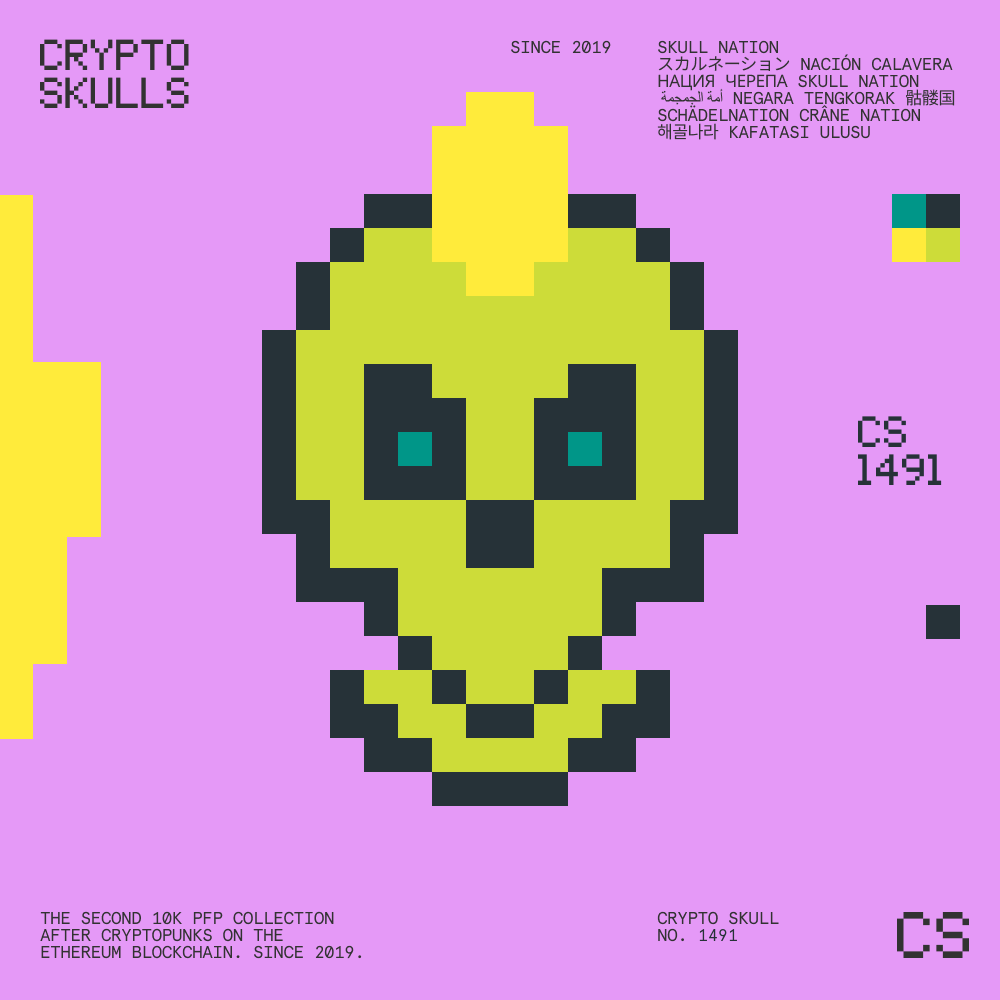 CRYPTO
SKULLS
SINCE 2019
SKULL NATION
スカルネーション NACIÓN CALAVERA
НАЦИЯ ЧЕРЕПА SKULL NATION
أمة الجمجمة NEGARA TENGKORAK 骷髅国
SCHÄDELNATION CRÂNE NATION
해골나라 KAFATASI ULUSU
CS
1491
THE SECOND 10K PFP COLLECTION
AFTER CRYPTOPUNKS ON THE
ETHEREUM BLOCKCHAIN. SINCE 2019.
CRYPTO SKULL
NO. 1491
CS